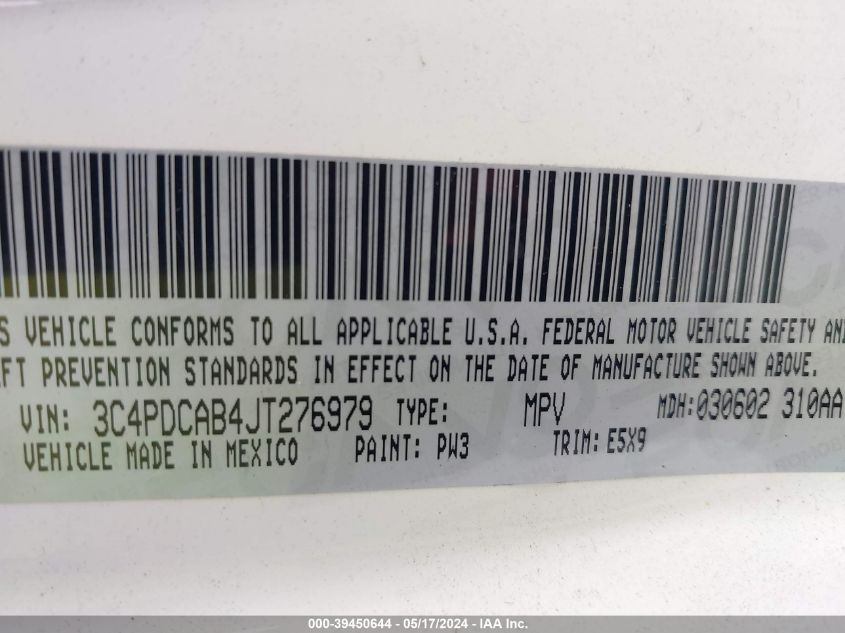 VEHICLE CONFORMS TO ALL APPLICABLE U.S.A. FEDERAL MOTOR VEHICLE SAFETY AND
PREVENTION STANDARDS IN EFFECT ON THE DATE OF MANUFACTURE SHOWN ABOVE.
VIN: 3C4PDCAB4JT276979 TYPE: MPV MDH:030602 310AA
VEHICLE MADE IN MEXICO PAINT: PW3 TRIM: E5X9
000-39450644 - 05/17/2024 - IAA Inc.